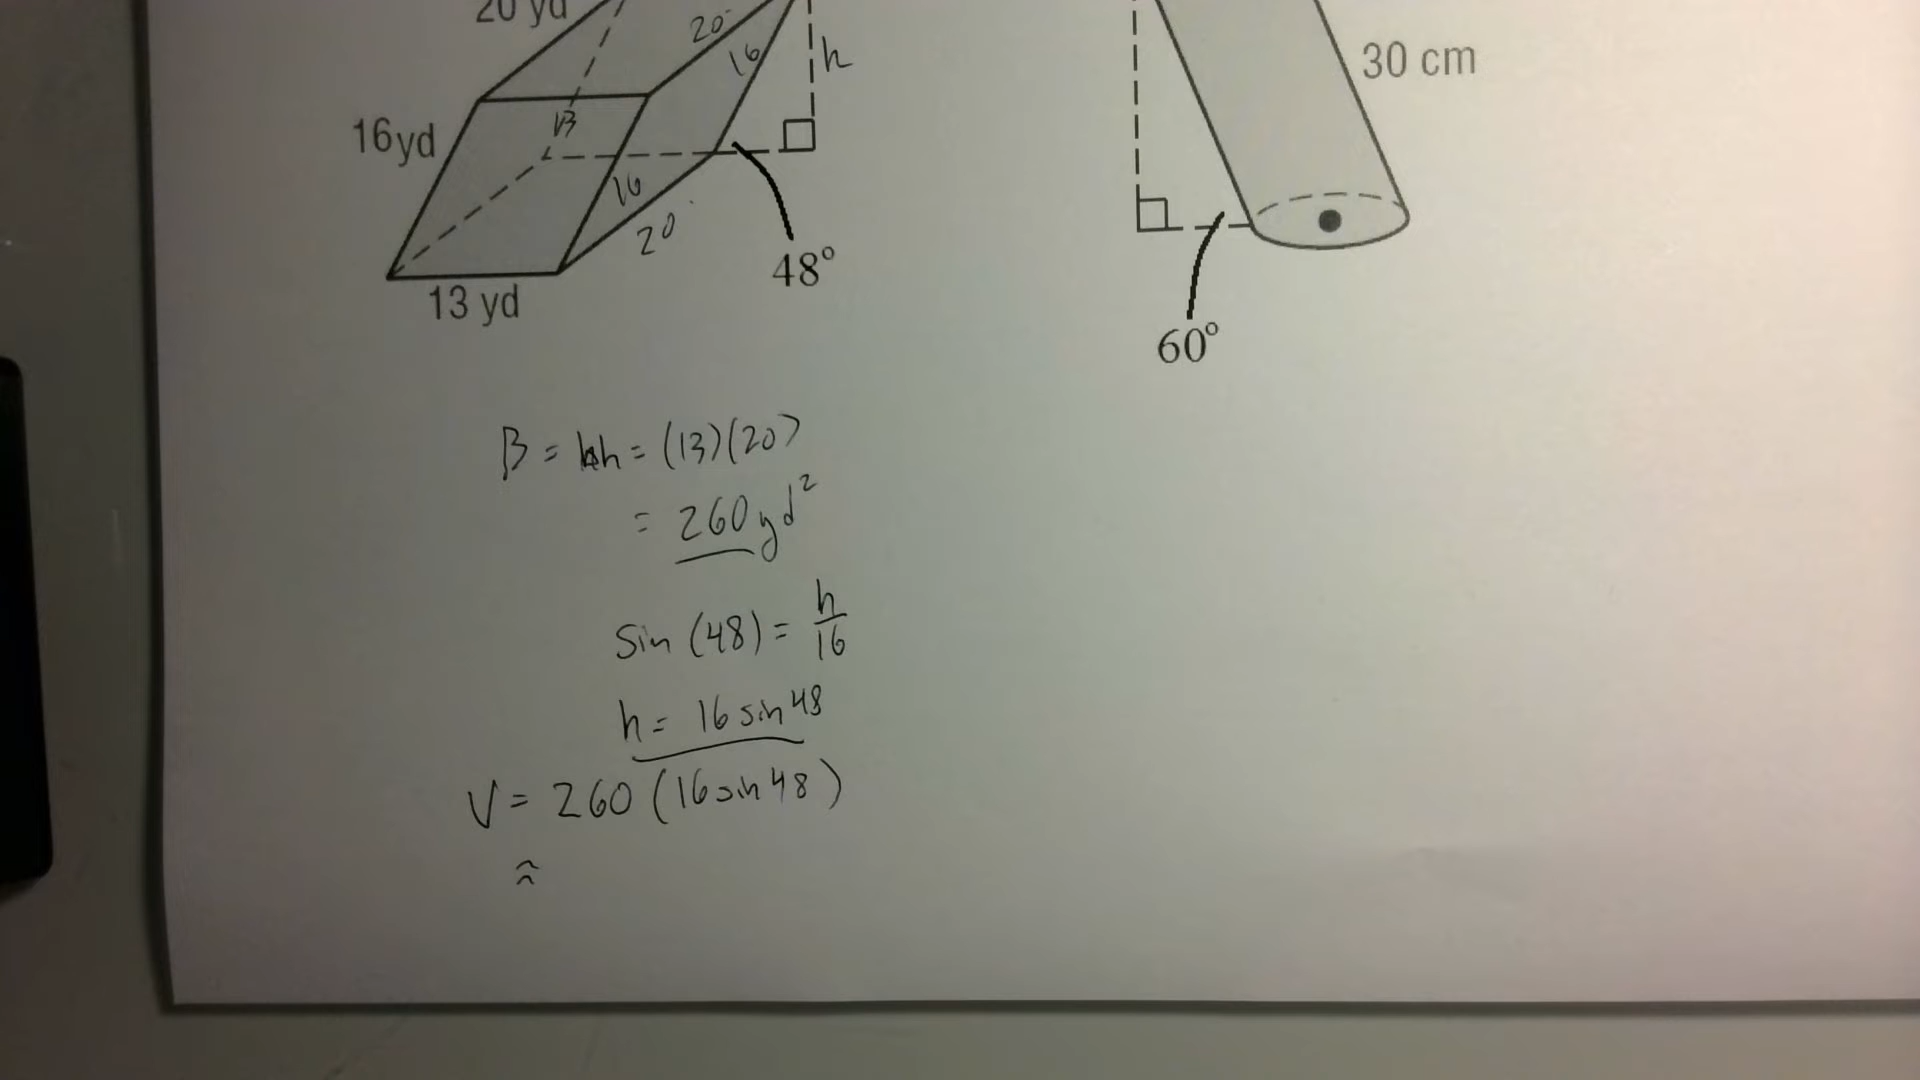 20 yd
20
16
h
30 cm
16yd
13
16
20
48°
13 yd
60°
B = bh = (13)(20)
= 260 yd²
sin (48) = h/16
h = 16 sin 48
V = 260 (16 sin 48)
≈